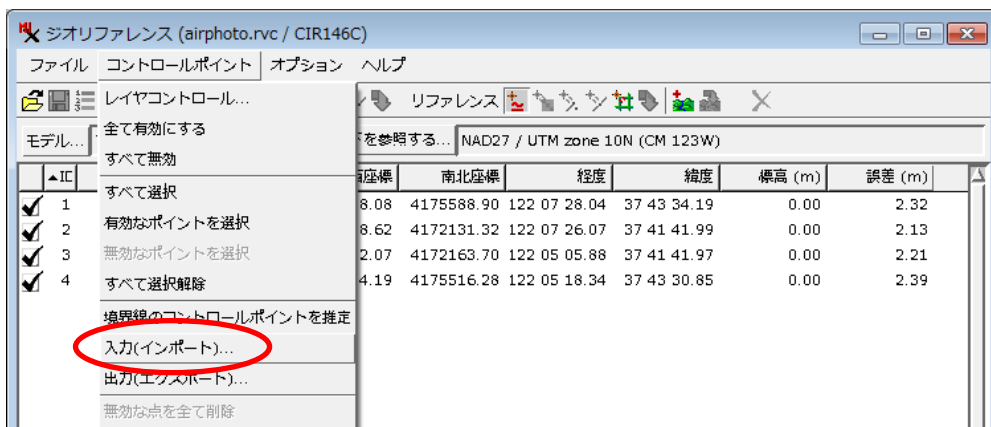 ジオリファレンス (airphoto.rvc / CIR146C)
ファイル コントロールポイント オプション ヘルプ
レイヤコントロール... リファレンス
全て有効にする
モデル... を参照する... NAD27 / UTM zone 10N (CM 123W)
すべて無効
▲IC 座標 南北座標 経度 緯度 標高 (m) 誤差 (m)
すべて選択
1 8.08 4175588.90 122 07 28.04 37 43 34.19 0.00 2.32
有効なポイントを選択
2 8.62 4172131.32 122 07 26.07 37 41 41.99 0.00 2.13
無効なポイントを選択
3 2.07 4172163.70 122 05 05.88 37 41 41.97 0.00 2.21
すべて選択解除
4 4.19 4175516.28 122 05 18.34 37 43 30.85 0.00 2.39
境界線のコントロールポイントを推定
入力(インポート)...
出力(エクスポート)...
無効な点を全て削除